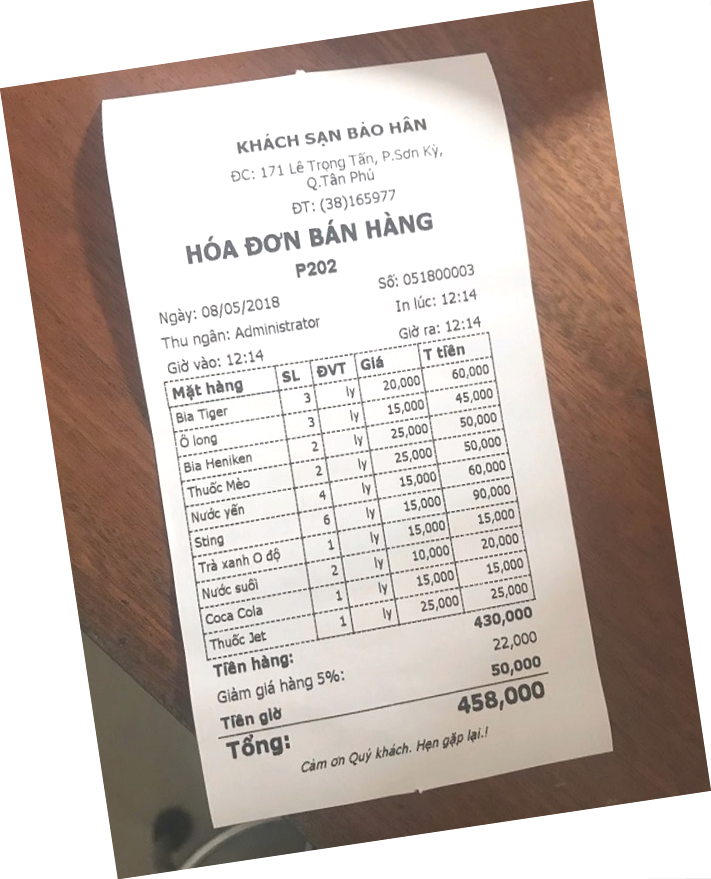 KHÁCH SẠN BẢO HÂN
ĐC: 171 Lê Trọng Tấn, P.Sơn Kỳ,
Q.Tân Phú
ĐT: (38)165977
HÓA ĐƠN BÁN HÀNG
P202
Ngày: 08/05/2018 Số: 051800003
Thu ngân: Administrator In lúc: 12:14
Giờ vào: 12:14 Giờ ra: 12:14
Mặt hàng SL ĐVT Giá T tiền
Bia Tiger 3 ly 20,000 60,000
Ô long 3 ly 15,000 45,000
Bia Heniken 2 ly 25,000 50,000
Thuốc Mèo 2 ly 25,000 50,000
Nước yến 4 ly 15,000 60,000
Sting 6 ly 15,000 90,000
Trà xanh O độ 1 ly 15,000 15,000
Nước suối 2 ly 10,000 20,000
Coca Cola 1 ly 15,000 15,000
Thuốc Jet 1 ly 25,000 25,000
Tiền hàng: 430,000
Giảm giá hàng 5%: 22,000
Tiền giờ 50,000
Tổng: 458,000
Cảm ơn Quý khách. Hẹn gặp lại.!